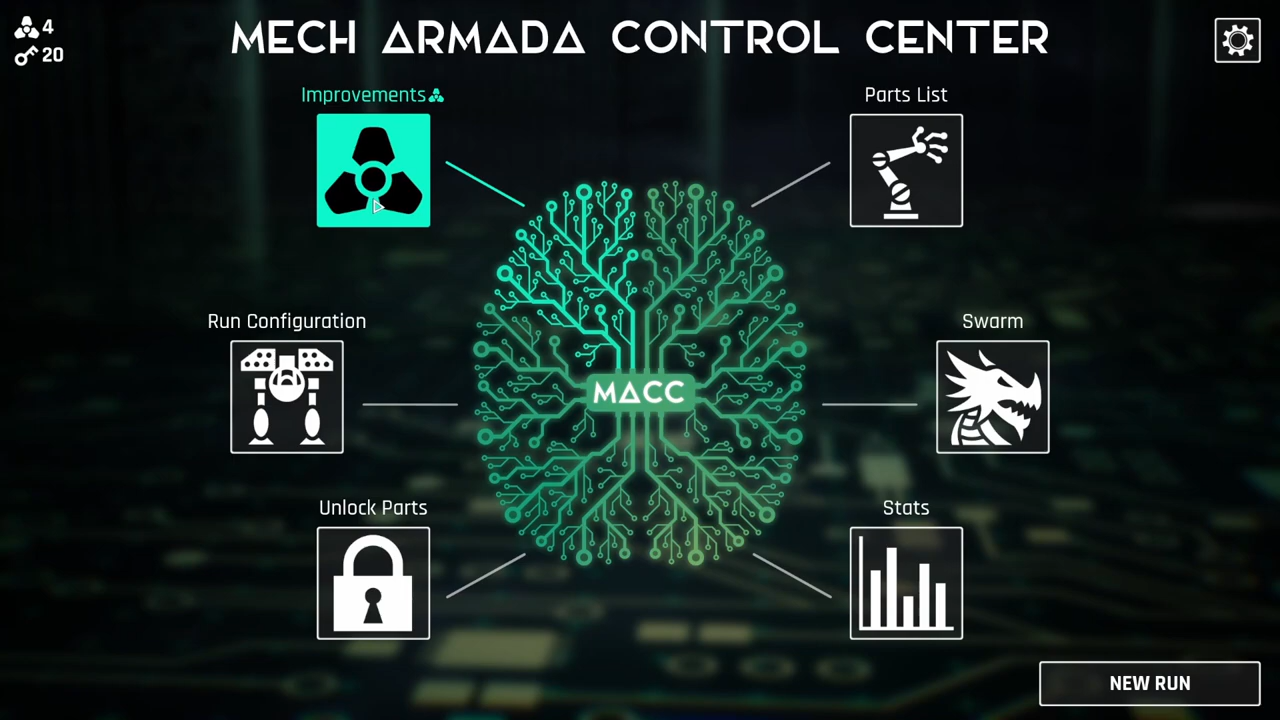 4
20
MECH ARMADA CONTROL CENTER
Improvements
Parts List
Run Configuration
Swarm
MACC
Unlock Parts
Stats
NEW RUN